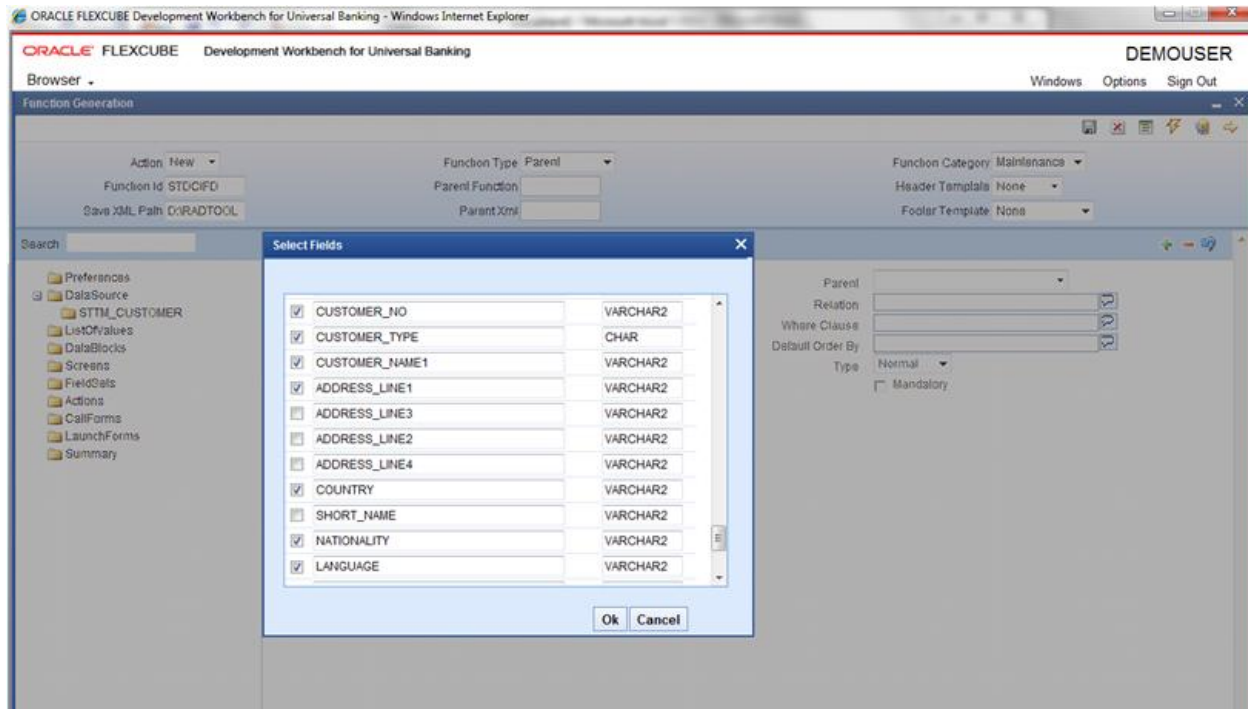 ORACLE FLEXCUBE Development Workbench for Universal Banking - Windows Internet Explorer
ORACLE FLEXCUBE Development Workbench for Universal Banking
DEMOUSER
Browser
Windows Options Sign Out
Function Generation
Action New Function Type Parent Function Category Maintenance
Function Id STDCIFD Parent Function Header Template None
Save XML Path D:\RADTOOL Parent Xml Footer Template None
Search
Preferences
DataSource
STTM_CUSTOMER
ListOfValues
DataBlocks
Screens
FieldSets
Actions
CallForms
LaunchForms
Summary
Select Fields
CUSTOMER_NO VARCHAR2
CUSTOMER_TYPE CHAR
CUSTOMER_NAME1 VARCHAR2
ADDRESS_LINE1 VARCHAR2
ADDRESS_LINE3 VARCHAR2
ADDRESS_LINE2 VARCHAR2
ADDRESS_LINE4 VARCHAR2
COUNTRY VARCHAR2
SHORT_NAME VARCHAR2
NATIONALITY VARCHAR2
LANGUAGE VARCHAR2
Ok Cancel
Parent
Relation
Where Clause
Default Order By
Type Normal
Mandatory